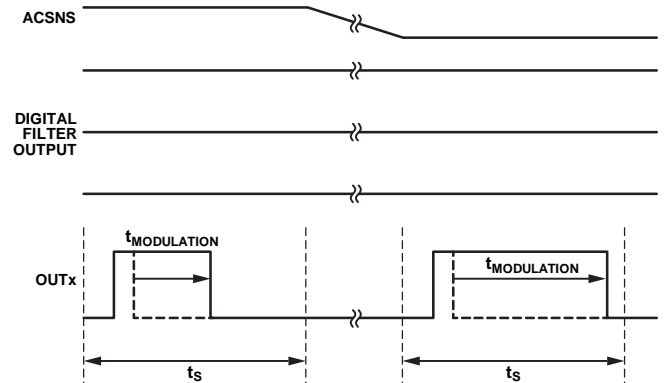 ACSNS
DIGITAL
FILTER
OUTPUT
tMODULATION
OUTx
tMODULATION
tS
tS